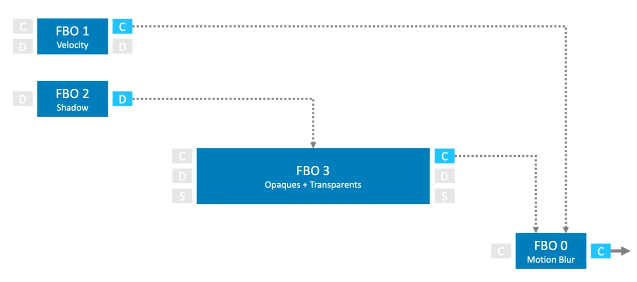 C
FBO 1
C
D
Velocity
D
D
FBO 2
D
Shadow
C
FBO 3
C
D
Opaques + Transparents
D
S
S
C
FBO 0
C
Motion Blur